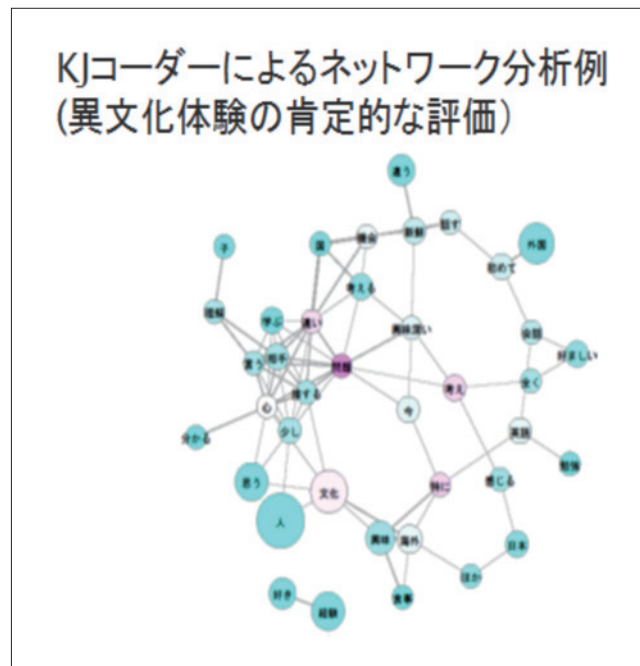 KJコーダーによるネットワーク分析例
(異文化体験の肯定的な評価)
違う
新鮮
話す
機会
国
子
外国
初めて
考える
理解
学ぶ
違い
興味深い
会話
好ましい
言う
相手
問題
全く
接する
考え
心
今
分かる
少し
英語
勉強
思う
文化
特に
感じる
人
興味
海外
日本
ほか
食事
好き
経験